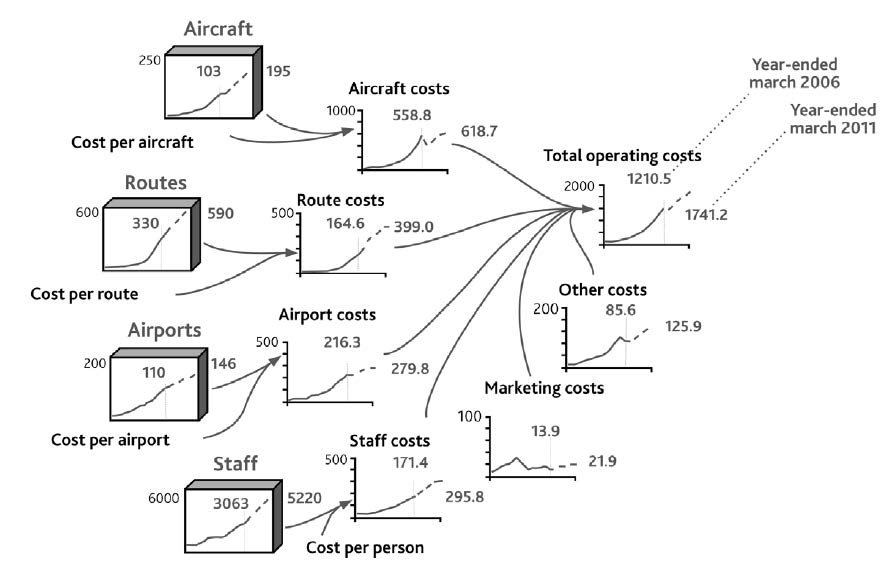 Aircraft
250
103
195
Cost per aircraft
Aircraft costs
1000
558.8
618.7
Year-ended
march 2006
Year-ended
march 2011
Total operating costs
2000
1210.5
1741.2
Routes
600
330
590
Cost per route
Route costs
500
164.6
399.0
Other costs
200
85.6
125.9
Airports
200
110
146
Cost per airport
Airport costs
500
216.3
279.8
Marketing costs
100
13.9
21.9
Staff
6000
3063
5220
Cost per person
Staff costs
500
171.4
295.8